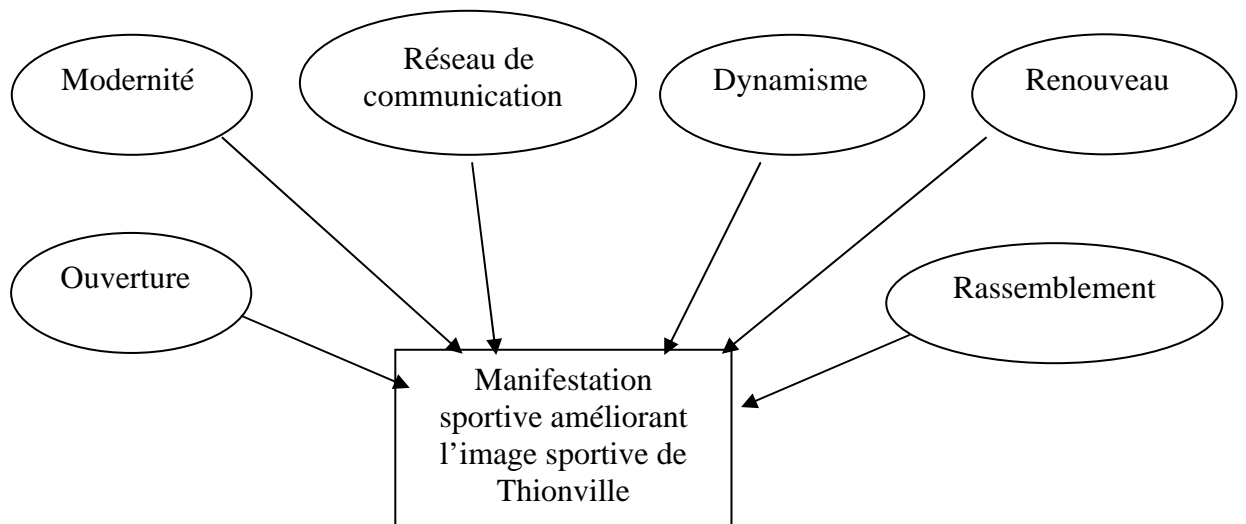 Modernité
Réseau de
communication
Dynamisme
Renouveau
Ouverture
Rassemblement
Manifestation
sportive améliorant
l’image sportive de
Thionville